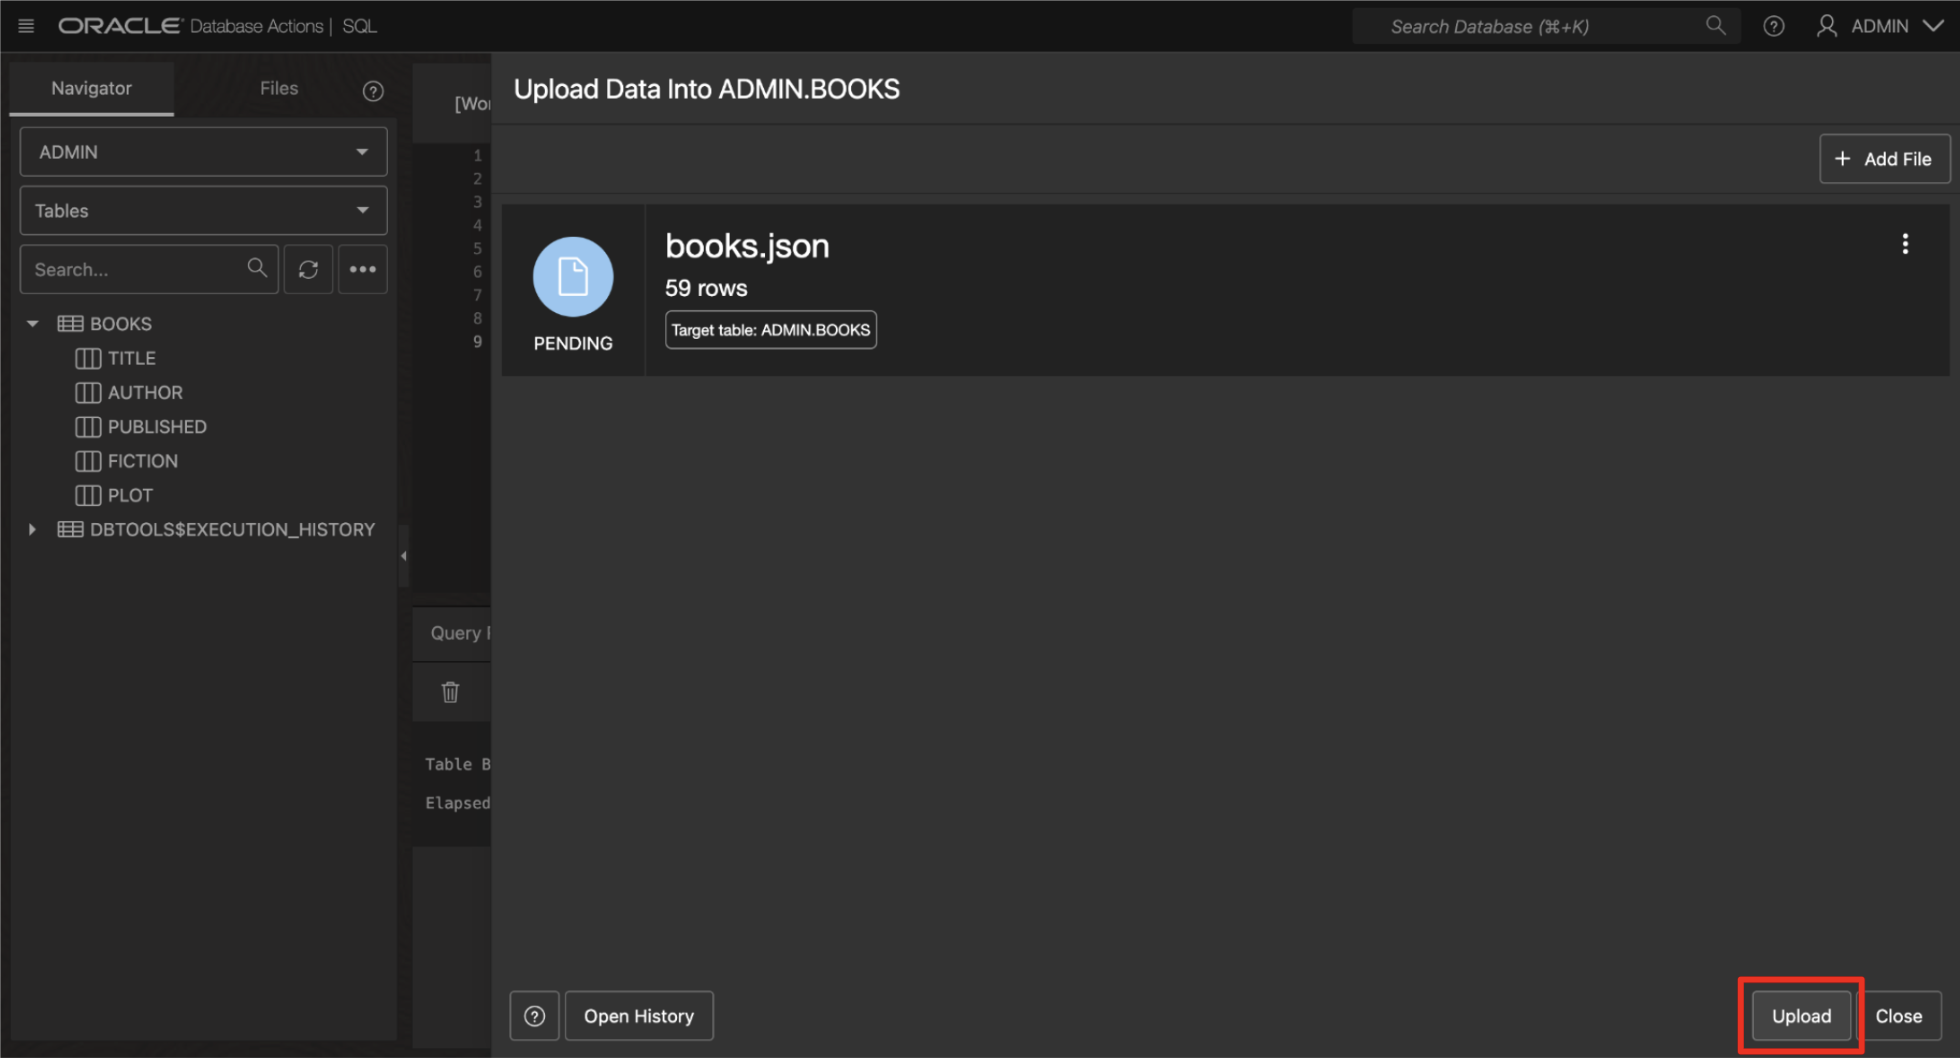 ORACLE Database Actions | SQL
Search Database (⌘+K)
ADMIN
Navigator
Files
ADMIN
Tables
Search...
BOOKS
TITLE
AUTHOR
PUBLISHED
FICTION
PLOT
DBTOOLS$EXECUTION_HISTORY
[Wor
1
2
3
4
5
6
7
8
9
Query
Table B
Elapsed
Upload Data Into ADMIN.BOOKS
+ Add File
PENDING
books.json
59 rows
Target table: ADMIN.BOOKS
Open History
Upload
Close